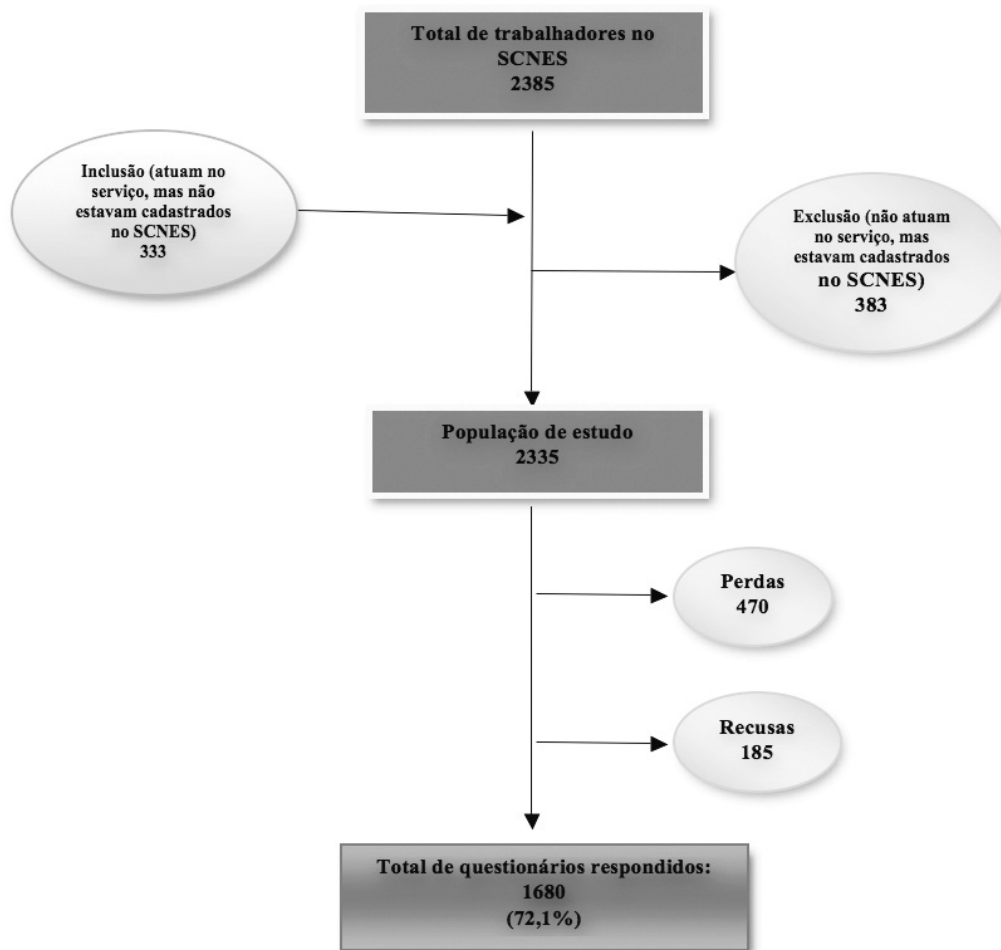 Total de trabalhadores no
SCNES
2385
Inclusão (atuam no
serviço, mas não
estavam cadastrados
no SCNES)
333
Exclusão (não atuam
no serviço, mas
estavam cadastrados
no SCNES)
383
População de estudo
2335
Perdas
470
Recusas
185
Total de questionários respondidos:
1680
(72,1%)